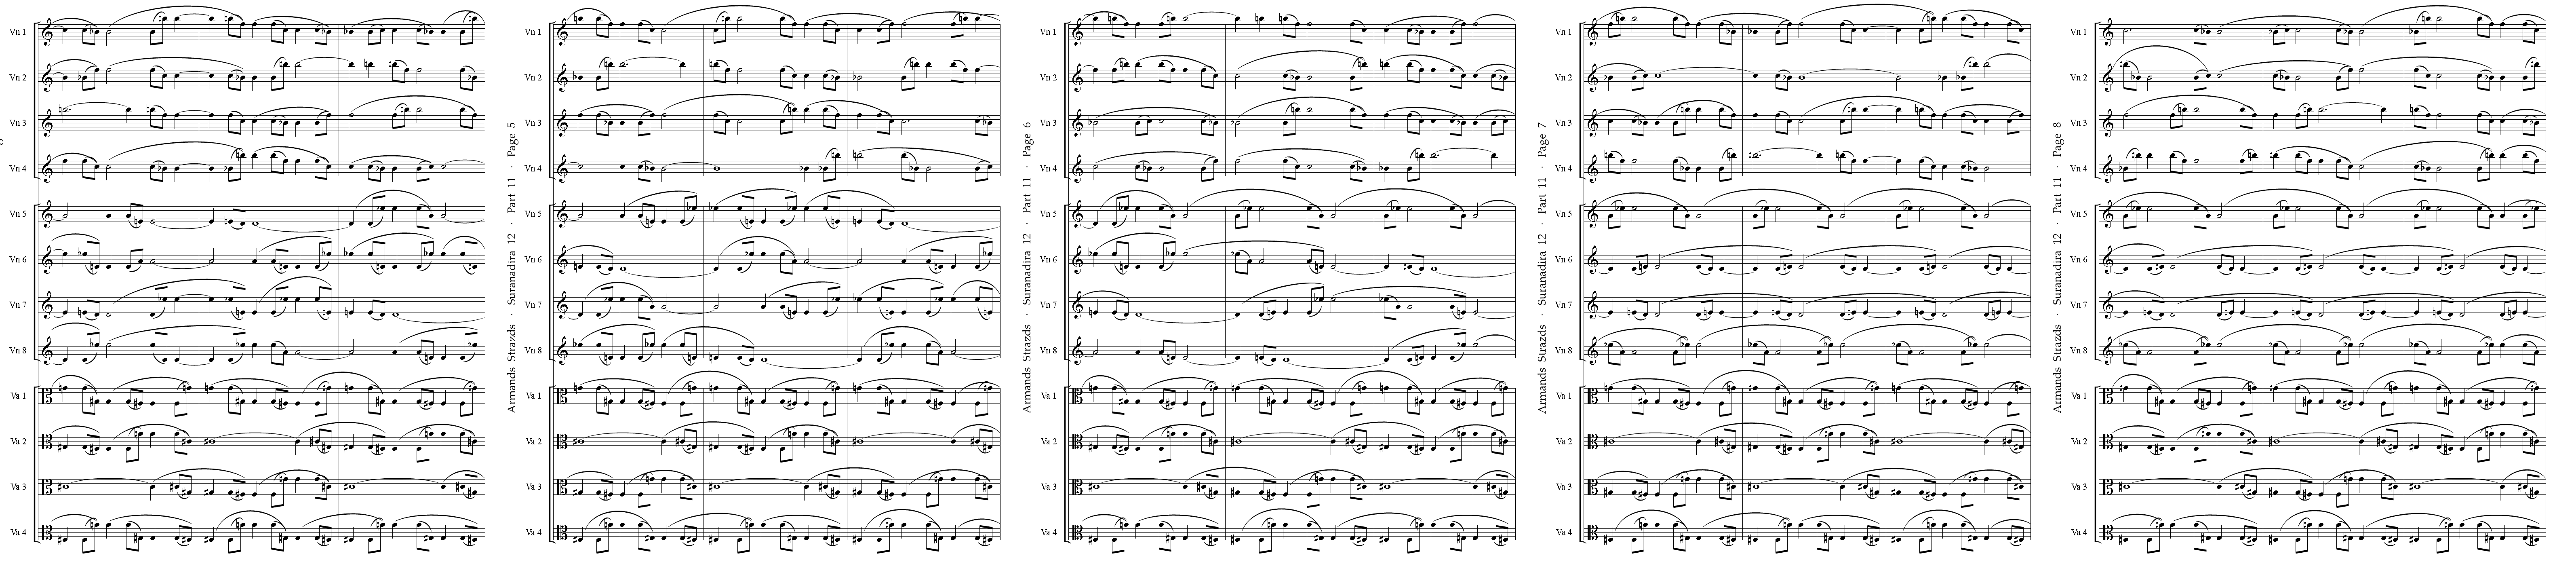 Vn 1
Vn 2
Vn 3
Vn 4
Vn 5
Vn 6
Vn 7
Vn 8
Va 1
Va 2
Va 3
Va 4
Armands Strazds · Suranadira 12 · Part 11 · Page 5
Vn 1
Vn 2
Vn 3
Vn 4
Vn 5
Vn 6
Vn 7
Vn 8
Va 1
Va 2
Va 3
Va 4
Armands Strazds · Suranadira 12 · Part 11 · Page 6
Vn 1
Vn 2
Vn 3
Vn 4
Vn 5
Vn 6
Vn 7
Vn 8
Va 1
Va 2
Va 3
Va 4
Armands Strazds · Suranadira 12 · Part 11 · Page 7
Vn 1
Vn 2
Vn 3
Vn 4
Vn 5
Vn 6
Vn 7
Vn 8
Va 1
Va 2
Va 3
Va 4
Armands Strazds · Suranadira 12 · Part 11 · Page 8
Vn 1
Vn 2
Vn 3
Vn 4
Vn 5
Vn 6
Vn 7
Vn 8
Va 1
Va 2
Va 3
Va 4